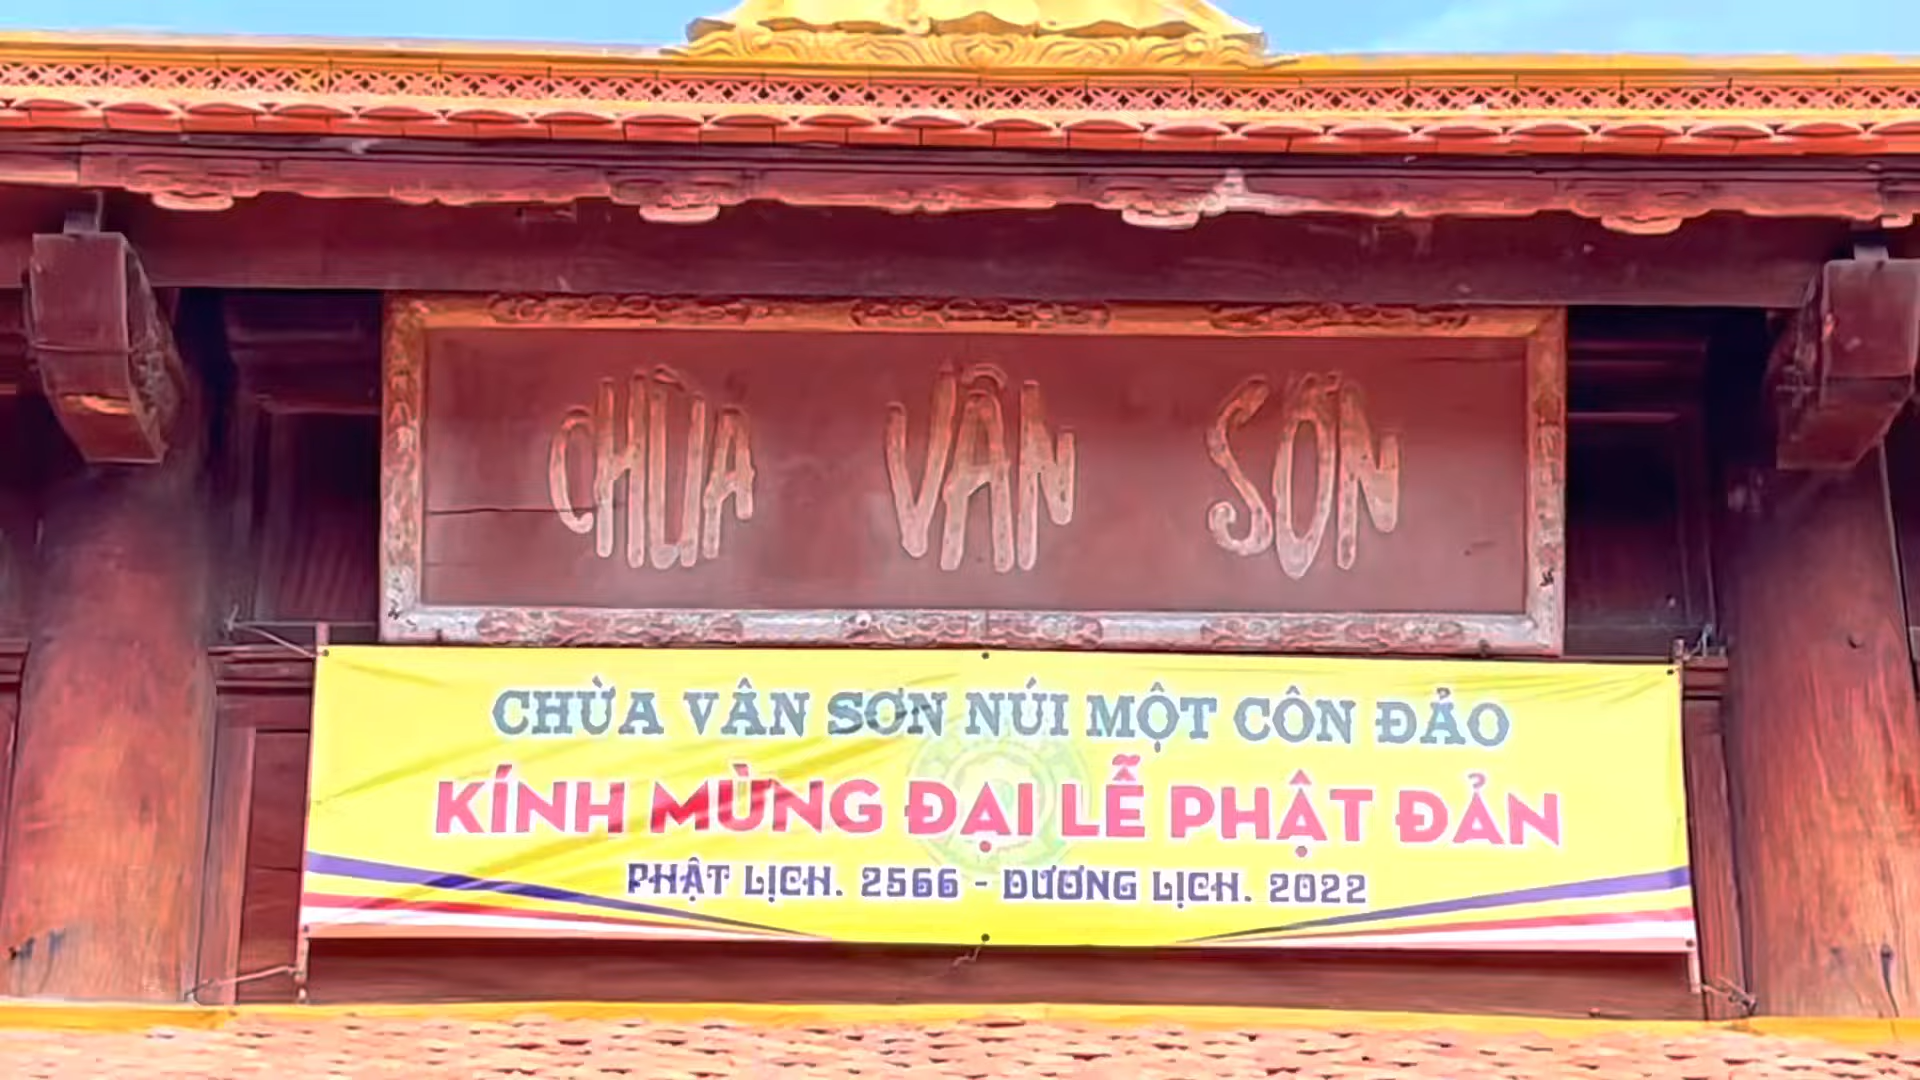 CHÙA VÂN SƠN
CHÙA VÂN SƠN NÚI MỘT CÔN ĐẢO
KÍNH MỪNG ĐẠI LỄ PHẬT ĐẢN
PHẬT LỊCH. 2566 - DƯƠNG LỊCH. 2022